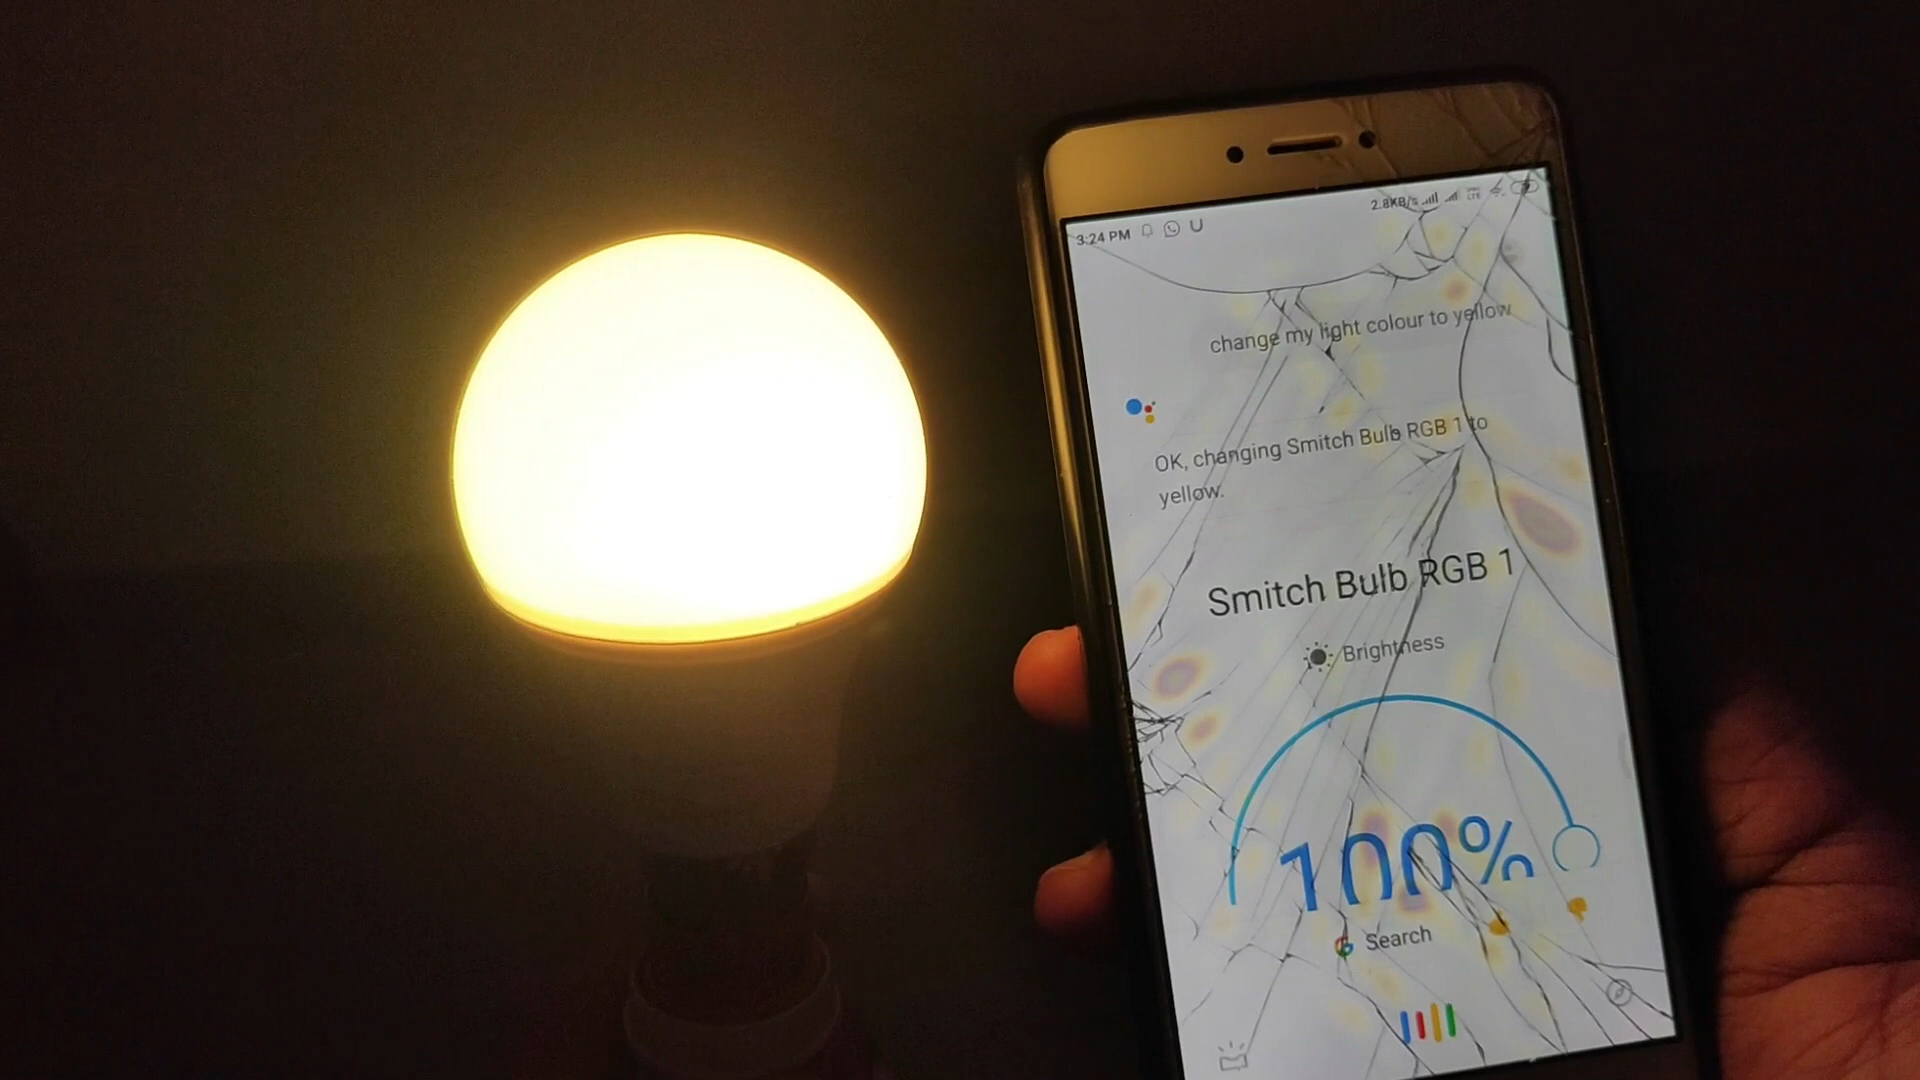 2.8KB/s
3:24 PM
change my light colour to yellow
OK, changing Smitch Bulb RGB 1 to
yellow.
Smitch Bulb RGB 1
Brightness
100%
Search